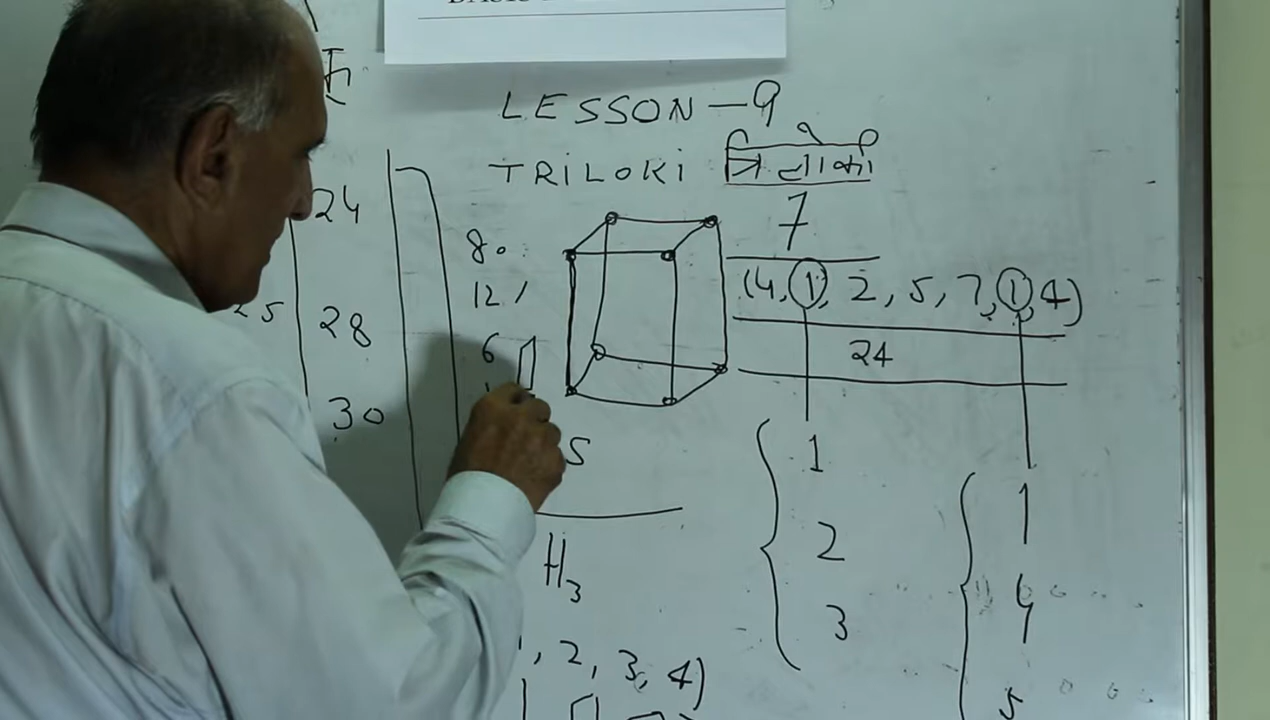 LESSON-9
TRILOKI
7
24
80
(4, 1, 2, 5, 7, 1, 4)
12
25
28
6
24
30
S
1
1
H3
2
4
3
, 2, 3, 4)
5